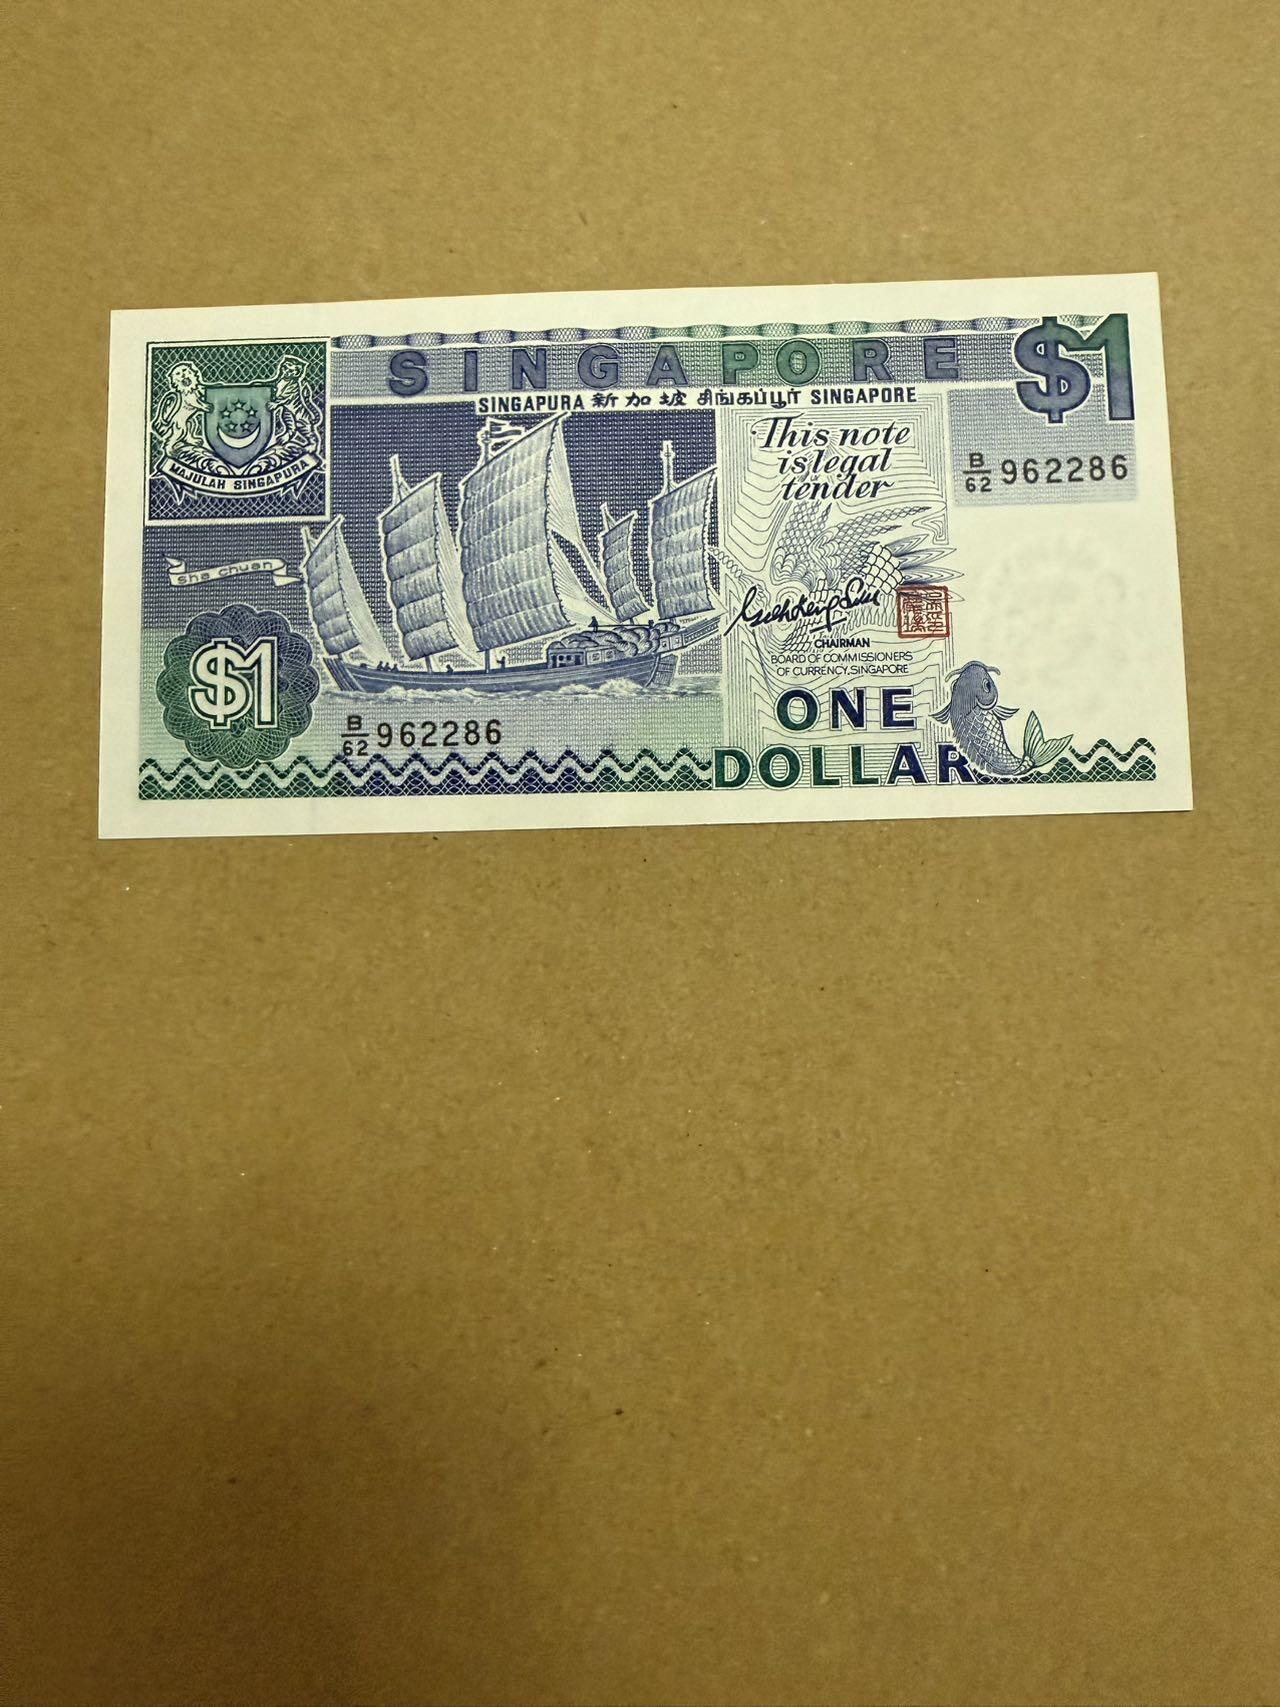 SINGAPORE
$1
SINGAPURA 新加坡 சிங்கப்பூர் SINGAPORE
MAJULAH SINGAPURA
This note
is legal
tender
B/62 962286
sha chuan
CHAIRMAN
BOARD OF COMMISSIONERS
OF CURRENCY, SINGAPORE
$1
ONE
DOLLAR
B/62 962286